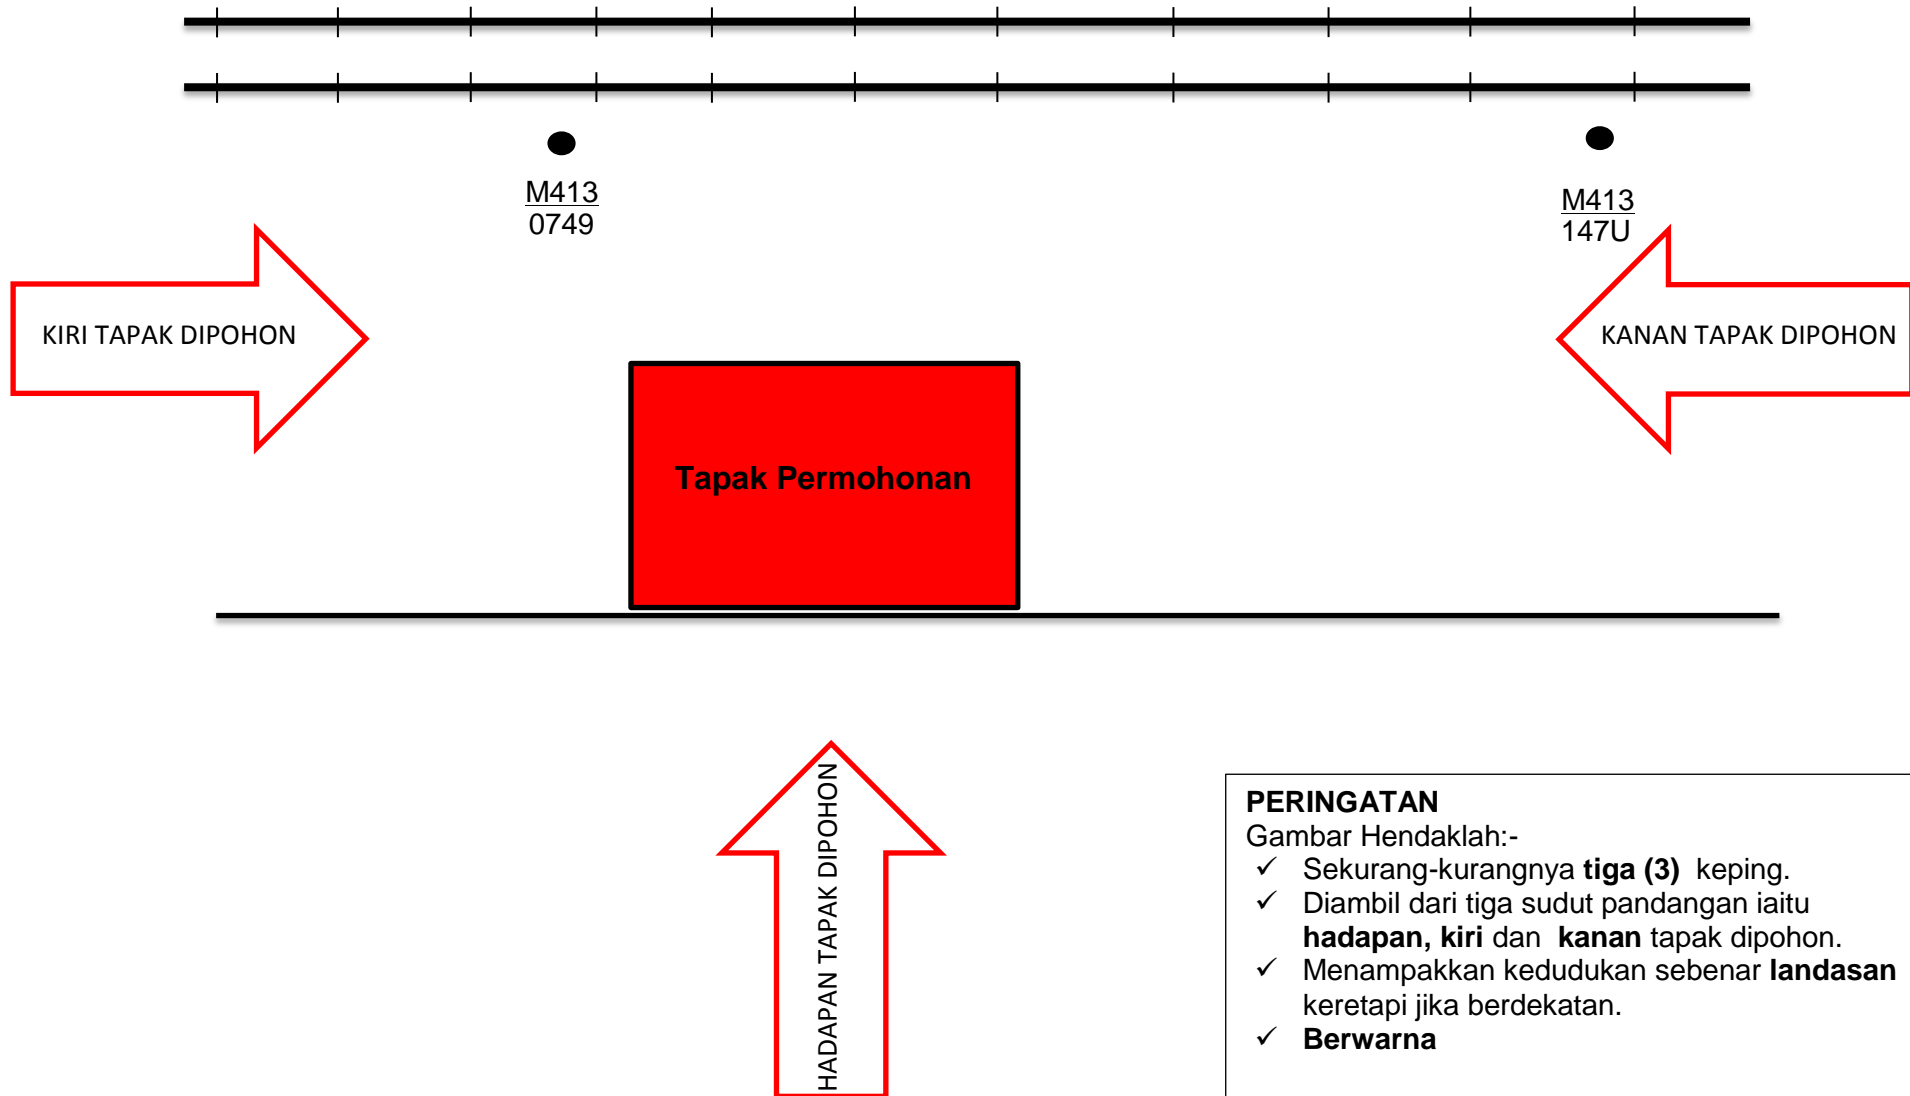 M413
0749
M413
147U
KIRI TAPAK DIPOHON
KANAN TAPAK DIPOHON
Tapak Permohonan
HADAPAN TAPAK DIPOHON
PERINGATAN
Gambar Hendaklah:-
✓ Sekurang-kurangnya tiga (3) keping.
✓ Diambil dari tiga sudut pandangan iaitu
hadapan, kiri dan kanan tapak dipohon.
✓ Menampakkan kedudukan sebenar landasan
keretapi jika berdekatan.
✓ Berwarna